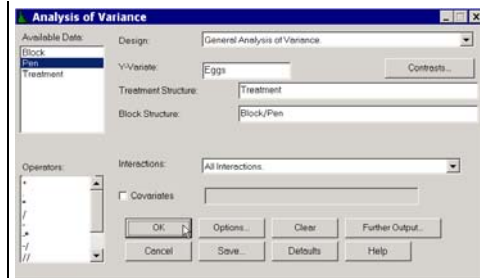 Analysis of Variance
Available Data:
Block
Pen
Treatment
Design:
General Analysis of Variance.
Y-Variate:
Eggs
Contrasts...
Treatment Structure:
Treatment
Block Structure:
Block/Pen
Operators:
*
/
.
-*
-/
//
Interactions:
All Interactions.
Covariates
OK
Options...
Clear
Further Output...
Cancel
Save...
Defaults
Help